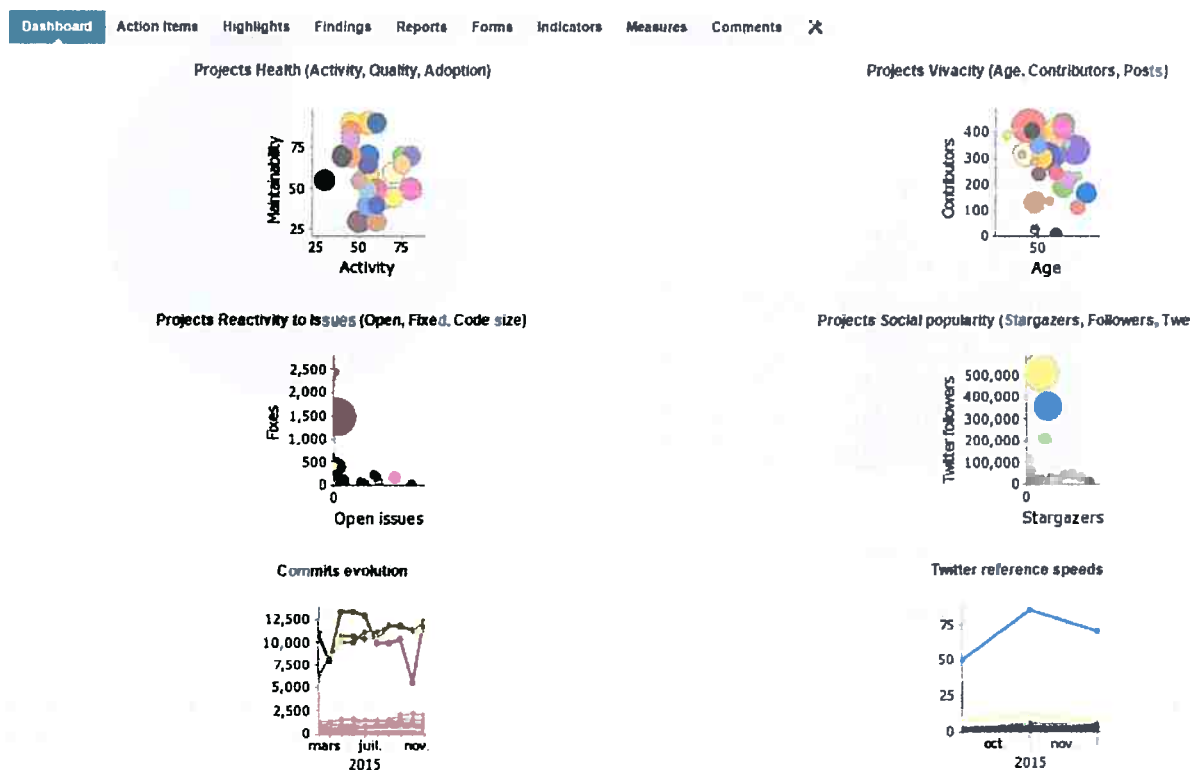 Dashboard Action Items Highlights Findings Reports Forms Indicators Measures Comments
Projects Health (Activity, Quality, Adoption)
Maintainability
75
50
25
25 50 75
Activity
Projects Vivacity (Age. Contributors, Posts)
Contributors
400
300
200
100
0
50
Age
Projects Reactivity to Issues (Open, Fixed. Code size)
Fixes
2,500
2,000
1,500
1,000
500
0
0
Open issues
Projects Social popularity (Stargazers, Followers, Twe
Twitter followers
500,000
400,000
300,000
200,000
100,000
0
0
Stargazers
Commits evolution
12,500
10,000
7,500
5,000
2,500
0
mars juil. nov.
2015
Twitter reference speeds
75
50
25
0
oct nov
2015